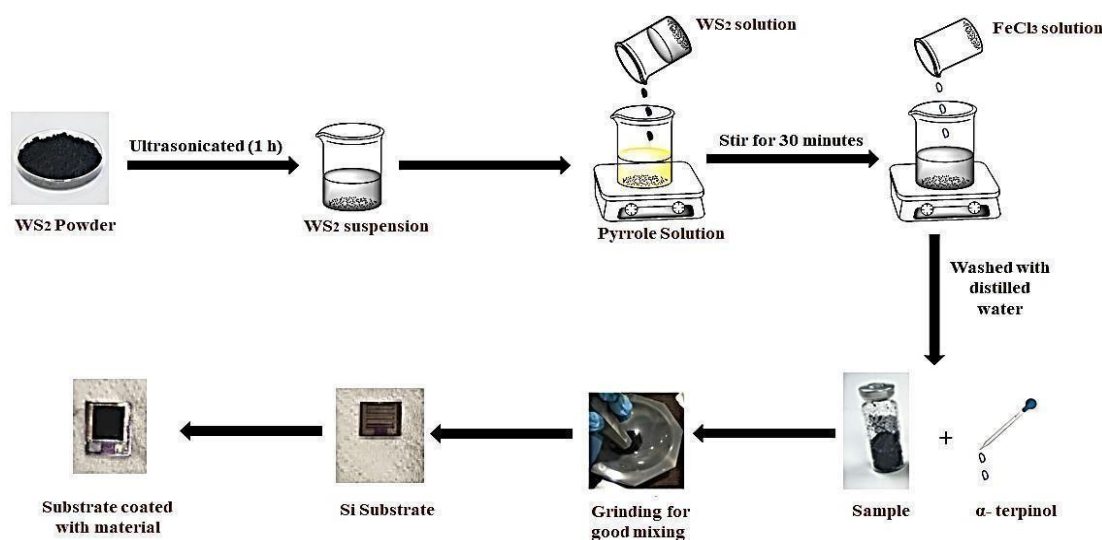 WS₂ solution
FeCl₃ solution
Ultrasonicated (1 h)
Stir for 30 minutes
WS₂ Powder
WS₂ suspension
Pyrrole Solution
Washed with
distilled
water
+
Substrate coated
with material
Si Substrate
Grinding for
good mixing
Sample
α- terpinol